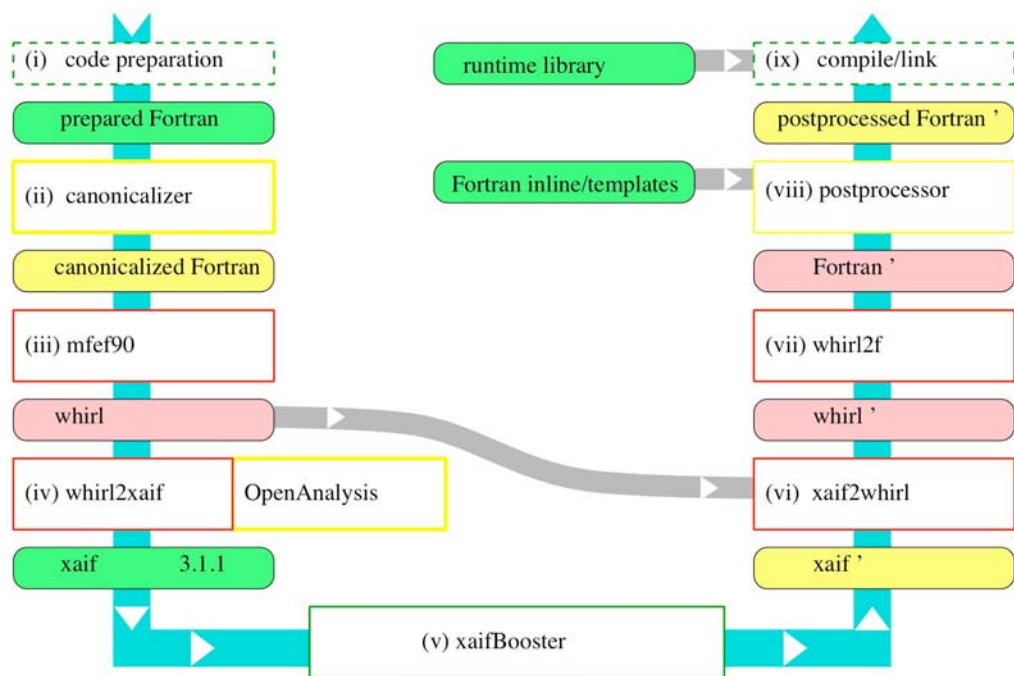 (i) code preparation
prepared Fortran
(ii) canonicalizer
canonicalized Fortran
(iii) mfef90
whirl
(iv) whirl2xaif
OpenAnalysis
xaif 3.1.1
(v) xaifBooster
xaif ’
(vi) xaif2whirl
whirl ’
(vii) whirl2f
Fortran ’
(viii) postprocessor
Fortran inline/templates
postprocessed Fortran ’
(ix) compile/link
runtime library